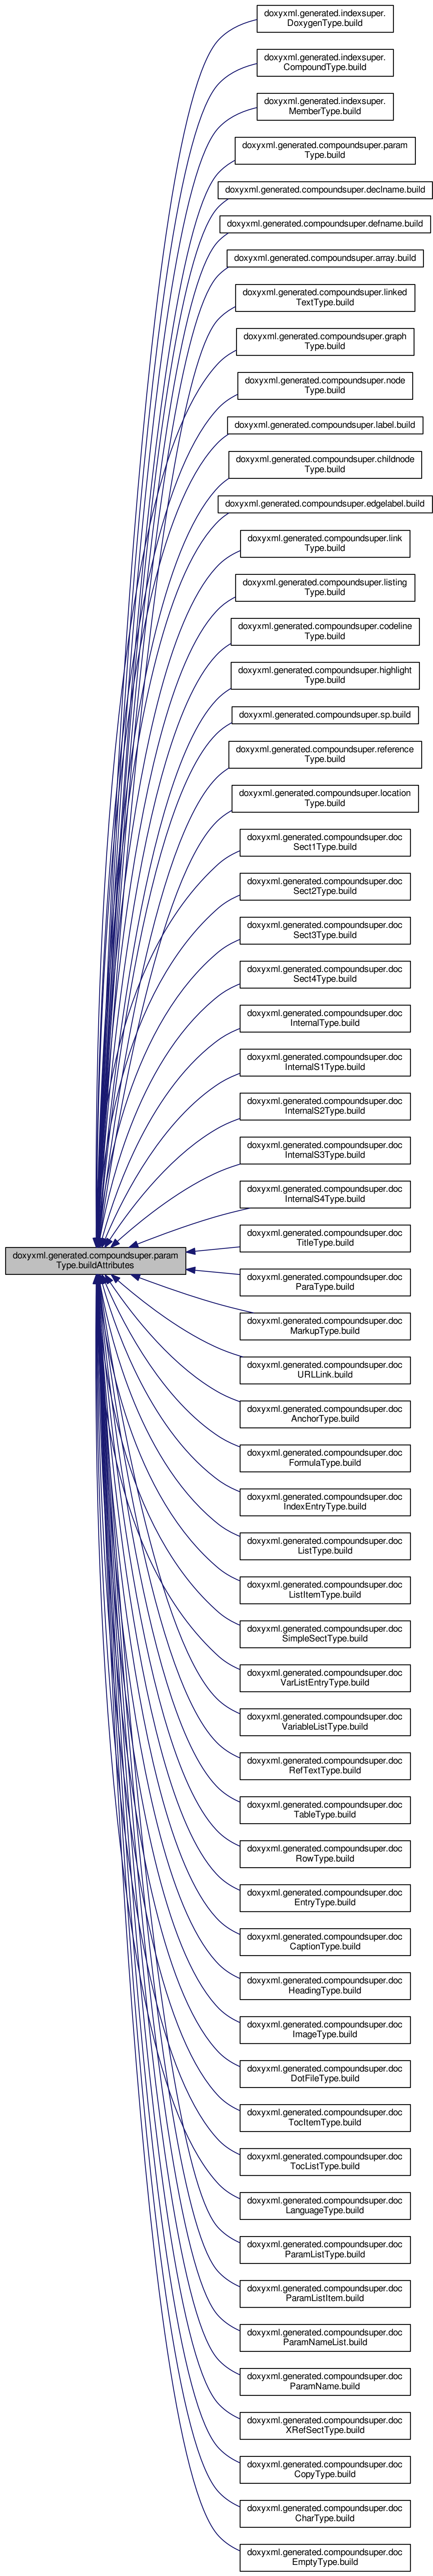 doxyxml.generated.indexsuper.
DoxygenType.build
doxyxml.generated.indexsuper.
CompoundType.build
doxyxml.generated.indexsuper.
MemberType.build
doxyxml.generated.compoundsuper.param
Type.build
doxyxml.generated.compoundsuper.declname.build
doxyxml.generated.compoundsuper.defname.build
doxyxml.generated.compoundsuper.array.build
doxyxml.generated.compoundsuper.linked
TextType.build
doxyxml.generated.compoundsuper.graph
Type.build
doxyxml.generated.compoundsuper.node
Type.build
doxyxml.generated.compoundsuper.label.build
doxyxml.generated.compoundsuper.childnode
Type.build
doxyxml.generated.compoundsuper.edgelabel.build
doxyxml.generated.compoundsuper.link
Type.build
doxyxml.generated.compoundsuper.listing
Type.build
doxyxml.generated.compoundsuper.codeline
Type.build
doxyxml.generated.compoundsuper.highlight
Type.build
doxyxml.generated.compoundsuper.sp.build
doxyxml.generated.compoundsuper.reference
Type.build
doxyxml.generated.compoundsuper.location
Type.build
doxyxml.generated.compoundsuper.doc
Sect1Type.build
doxyxml.generated.compoundsuper.doc
Sect2Type.build
doxyxml.generated.compoundsuper.doc
Sect3Type.build
doxyxml.generated.compoundsuper.doc
Sect4Type.build
doxyxml.generated.compoundsuper.doc
InternalType.build
doxyxml.generated.compoundsuper.doc
InternalS1Type.build
doxyxml.generated.compoundsuper.doc
InternalS2Type.build
doxyxml.generated.compoundsuper.doc
InternalS3Type.build
doxyxml.generated.compoundsuper.doc
InternalS4Type.build
doxyxml.generated.compoundsuper.doc
TitleType.build
doxyxml.generated.compoundsuper.param
Type.buildAttributes
doxyxml.generated.compoundsuper.doc
ParaType.build
doxyxml.generated.compoundsuper.doc
MarkupType.build
doxyxml.generated.compoundsuper.doc
URLLink.build
doxyxml.generated.compoundsuper.doc
AnchorType.build
doxyxml.generated.compoundsuper.doc
FormulaType.build
doxyxml.generated.compoundsuper.doc
IndexEntryType.build
doxyxml.generated.compoundsuper.doc
ListType.build
doxyxml.generated.compoundsuper.doc
ListItemType.build
doxyxml.generated.compoundsuper.doc
SimpleSectType.build
doxyxml.generated.compoundsuper.doc
VarListEntryType.build
doxyxml.generated.compoundsuper.doc
VariableListType.build
doxyxml.generated.compoundsuper.doc
RefTextType.build
doxyxml.generated.compoundsuper.doc
TableType.build
doxyxml.generated.compoundsuper.doc
RowType.build
doxyxml.generated.compoundsuper.doc
EntryType.build
doxyxml.generated.compoundsuper.doc
CaptionType.build
doxyxml.generated.compoundsuper.doc
HeadingType.build
doxyxml.generated.compoundsuper.doc
ImageType.build
doxyxml.generated.compoundsuper.doc
DotFileType.build
doxyxml.generated.compoundsuper.doc
TocItemType.build
doxyxml.generated.compoundsuper.doc
TocListType.build
doxyxml.generated.compoundsuper.doc
LanguageType.build
doxyxml.generated.compoundsuper.doc
ParamListType.build
doxyxml.generated.compoundsuper.doc
ParamListItem.build
doxyxml.generated.compoundsuper.doc
ParamNameList.build
doxyxml.generated.compoundsuper.doc
ParamName.build
doxyxml.generated.compoundsuper.doc
XRefSectType.build
doxyxml.generated.compoundsuper.doc
CopyType.build
doxyxml.generated.compoundsuper.doc
CharType.build
doxyxml.generated.compoundsuper.doc
EmptyType.build